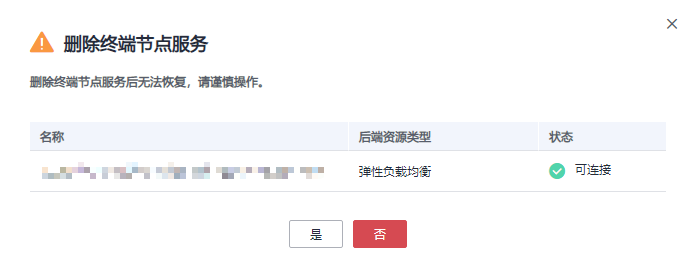 删除终端节点服务
删除终端节点服务后无法恢复，请谨慎操作。
名称 后端资源类型 状态
弹性负载均衡 可连接
是 否